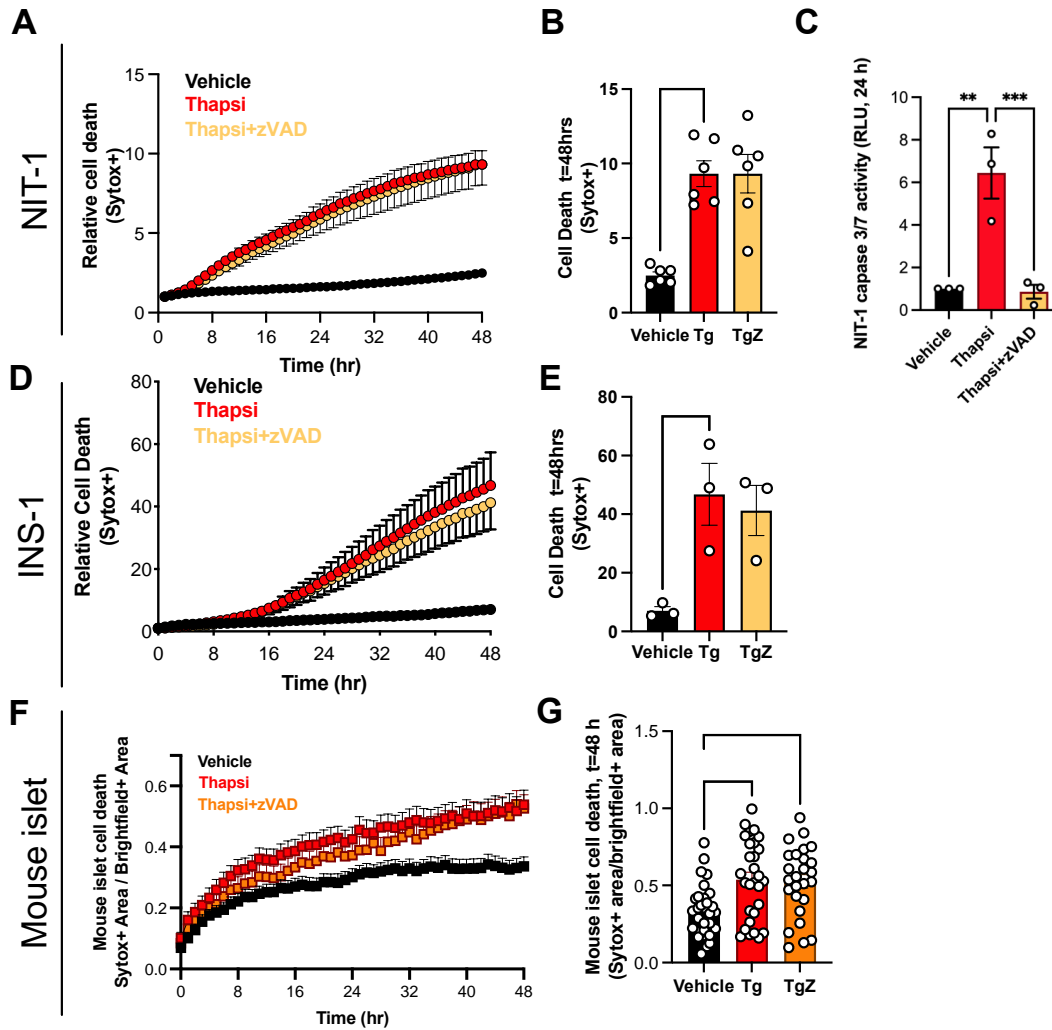 A
NIT-1
Relative cell death
(Sytox+)
15
10
5
0
Vehicle
Thapsi
Thapsi+zVAD
0 8 16 24 32 40 48
Time (hr)
B
Cell Death t=48hrs
(Sytox+)
15
10
5
0
Vehicle Tg TgZ
C
NIT-1 capase 3/7 activity (RLU, 24 h)
10
8
6
4
2
0
** ***
Vehicle
Thapsi
Thapsi+zVAD
D
INS-1
Relative Cell Death
(Sytox+)
80
60
40
20
0
Vehicle
Thapsi
Thapsi+zVAD
0 8 16 24 32 40 48
Time (hr)
E
Cell Death t=48hrs
(Sytox+)
80
60
40
20
0
Vehicle Tg TgZ
F
Mouse islet
Mouse islet cell death
Sytox+ Area / Brightfield+ Area
0.6
0.4
0.2
0.0
Vehicle
Thapsi
Thapsi+zVAD
0 8 16 24 32 40 48
Time (hr)
G
Mouse islet cell death, t=48 h
(Sytox+ area/brightfield+ area)
1.5
1.0
0.5
0.0
Vehicle Tg TgZ